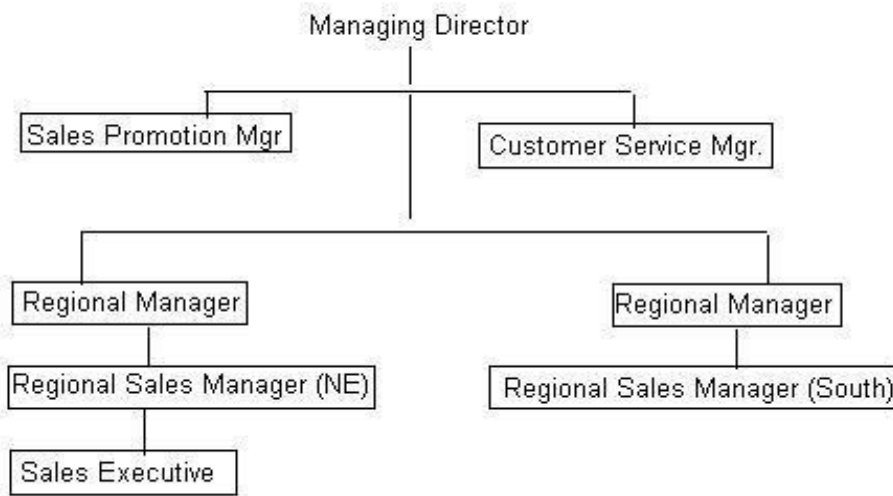 Managing Director
Sales Promotion Mgr
Customer Service Mgr.
Regional Manager
Regional Manager
Regional Sales Manager (NE)
Regional Sales Manager (South)
Sales Executive